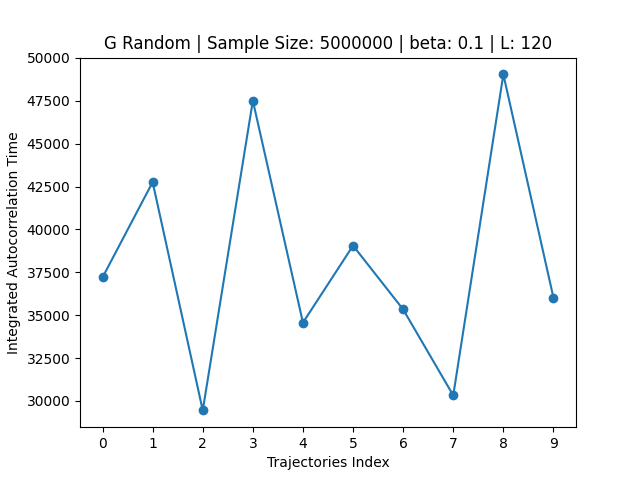 G Random | Sample Size: 5000000 | beta: 0.1 | L: 120
50000
47500
45000
42500
40000
37500
35000
32500
30000
Integrated Autocorrelation Time
0 1 2 3 4 5 6 7 8 9
Trajectories Index